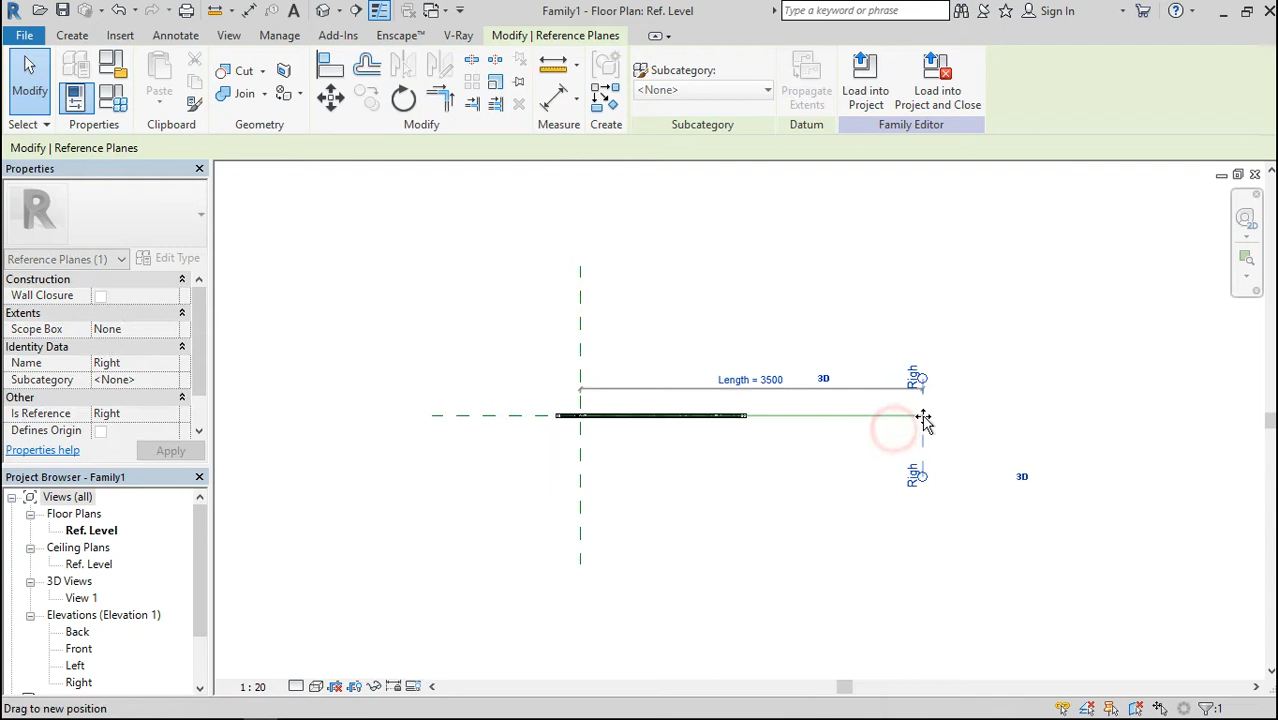 Family1 - Floor Plan: Ref. Level
Type a keyword or phrase
Sign In
File Create Insert Annotate View Manage Add-Ins Enscape™ V-Ray Modify | Reference Planes
Modify
Paste
Cut
Join
Subcategory:
<None>
Propagate
Extents
Load into
Project
Load into
Project and Close
Select Properties Clipboard Geometry Modify Measure Create Subcategory Datum Family Editor
Modify | Reference Planes
Properties
R
Reference Planes (1)
Edit Type
Construction
Wall Closure
Extents
Scope Box None
Identity Data
Name Right
Subcategory <None>
Other
Is Reference Right
Defines Origin
Properties help
Apply
Project Browser - Family1
Views (all)
Floor Plans
Ref. Level
Ceiling Plans
Ref. Level
3D Views
View 1
Elevations (Elevation 1)
Back
Front
Left
Right
Length = 3500
3D
Righ
Righ
3D
2D
1 : 20
Drag to new position
:1